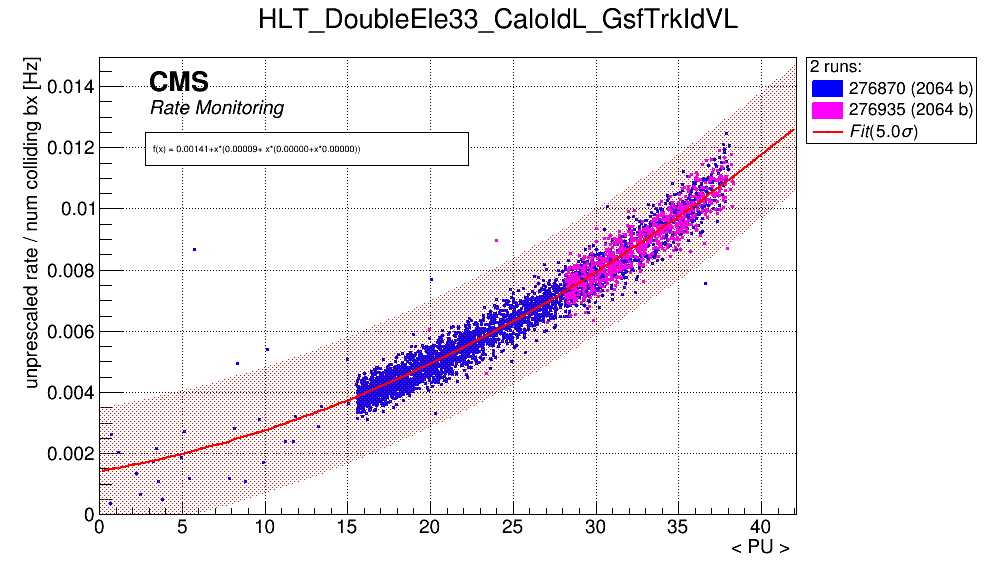 HLT_DoubleEle33_CaloIdL_GsfTrkIdVL
unprescaled rate / num colliding bx [Hz]
0.014
0.012
0.01
0.008
0.006
0.004
0.002
0
CMS
Rate Monitoring
f(x) = 0.00141+x*(0.00009+ x*(0.00000+x*0.00000))
2 runs:
276870 (2064 b)
276935 (2064 b)
Fit(5.0σ)
0 5 10 15 20 25 30 35 40
< PU >